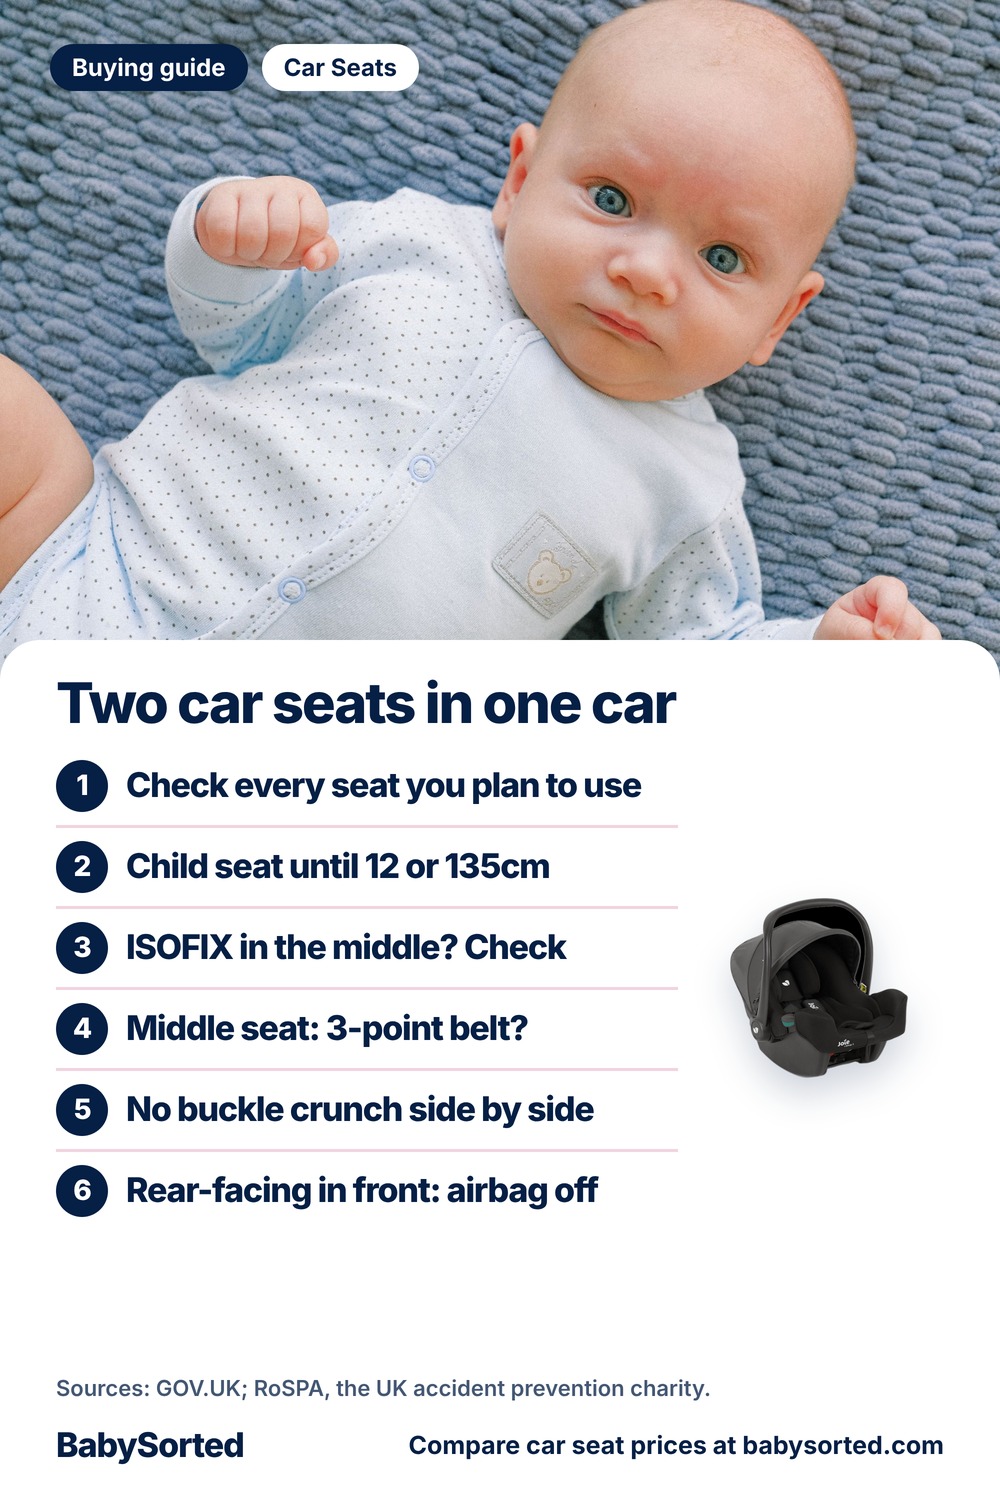 Buying guide
Car Seats
Two car seats in one car
1 Check every seat you plan to use
2 Child seat until 12 or 135cm
3 ISOFIX in the middle? Check
4 Middle seat: 3-point belt?
5 No buckle crunch side by side
6 Rear-facing in front: airbag off
Joie
Sources: GOV.UK; RoSPA, the UK accident prevention charity.
BabySorted
Compare car seat prices at babysorted.com